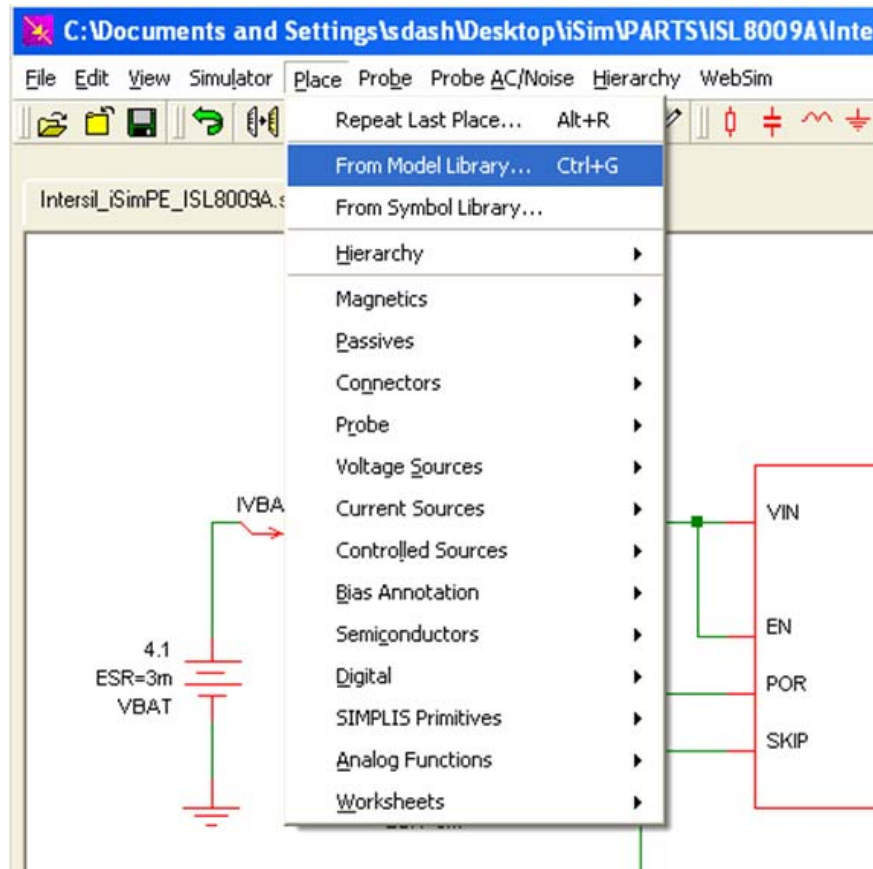 C:\Documents and Settings\sdash\Desktop\iSim\PARTS\ISL8009A\Inte
File Edit View Simulator Place Probe Probe AC/Noise Hierarchy WebSim
Repeat Last Place... Alt+R
From Model Library... Ctrl+G
Intersil_iSimPE_ISL8009A.s
From Symbol Library...
Hierarchy
Magnetics
Passives
Connectors
Probe
Voltage Sources
IVBA
Current Sources
VIN
Controlled Sources
Bias Annotation
EN
Semiconductors
4.1
ESR=3m
Digital
POR
VBAT
SIMPLIS Primitives
SKIP
Analog Functions
Worksheets